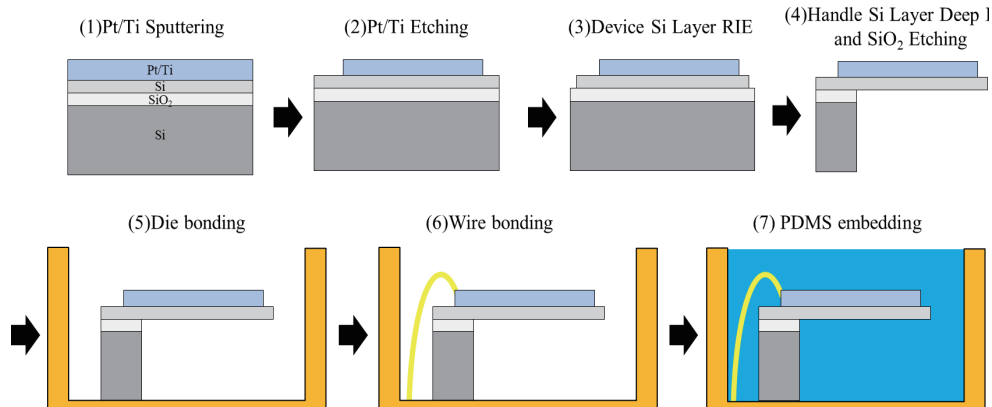 (1)Pt/Ti Sputtering
(2)Pt/Ti Etching
(3)Device Si Layer RIE
(4)Handle Si Layer Deep
and SiO₂ Etching
Pt/Ti
Si
SiO₂
Si
(5)Die bonding
(6)Wire bonding
(7) PDMS embedding